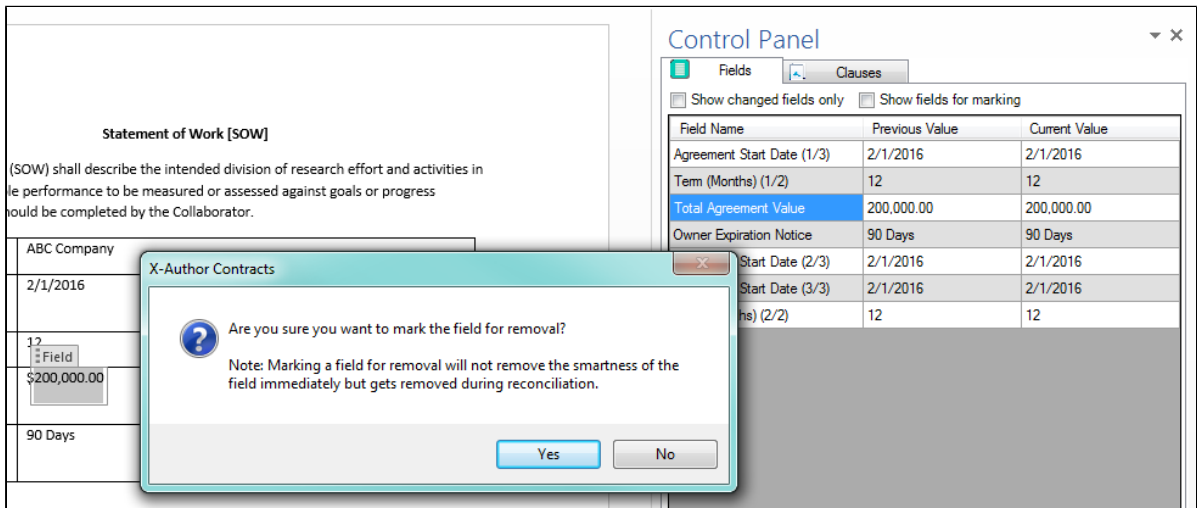 Control Panel
Fields
Clauses
Show changed fields only
Show fields for marking
Field Name Previous Value Current Value
Agreement Start Date (1/3) 2/1/2016 2/1/2016
Term (Months) (1/2) 12 12
Total Agreement Value 200,000.00 200,000.00
Owner Expiration Notice 90 Days 90 Days
Start Date (2/3) 2/1/2016 2/1/2016
Start Date (3/3) 2/1/2016 2/1/2016
hs) (2/2) 12 12
Statement of Work [SOW]
(SOW) shall describe the intended division of research effort and activities in
le performance to be measured or assessed against goals or progress
hould be completed by the Collaborator.
ABC Company
2/1/2016
12
Field
$200,000.00
90 Days
X-Author Contracts
Are you sure you want to mark the field for removal?
Note: Marking a field for removal will not remove the smartness of the
field immediately but gets removed during reconciliation.
Yes
No